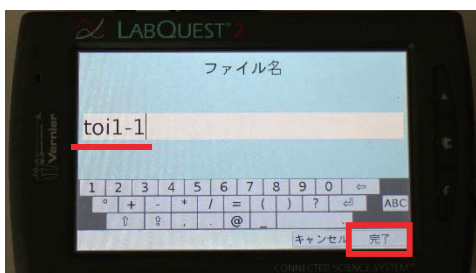 LABQUEST 2
ファイル名
toi1-1
Vernier
1 2 3 4 5 6 7 8 9 0 ⇦
° + - * / = ( ) ? ⏎ ABC
⇧ , . @ _
キャンセル 完了
CONNECTED SCIENCE SYSTEM